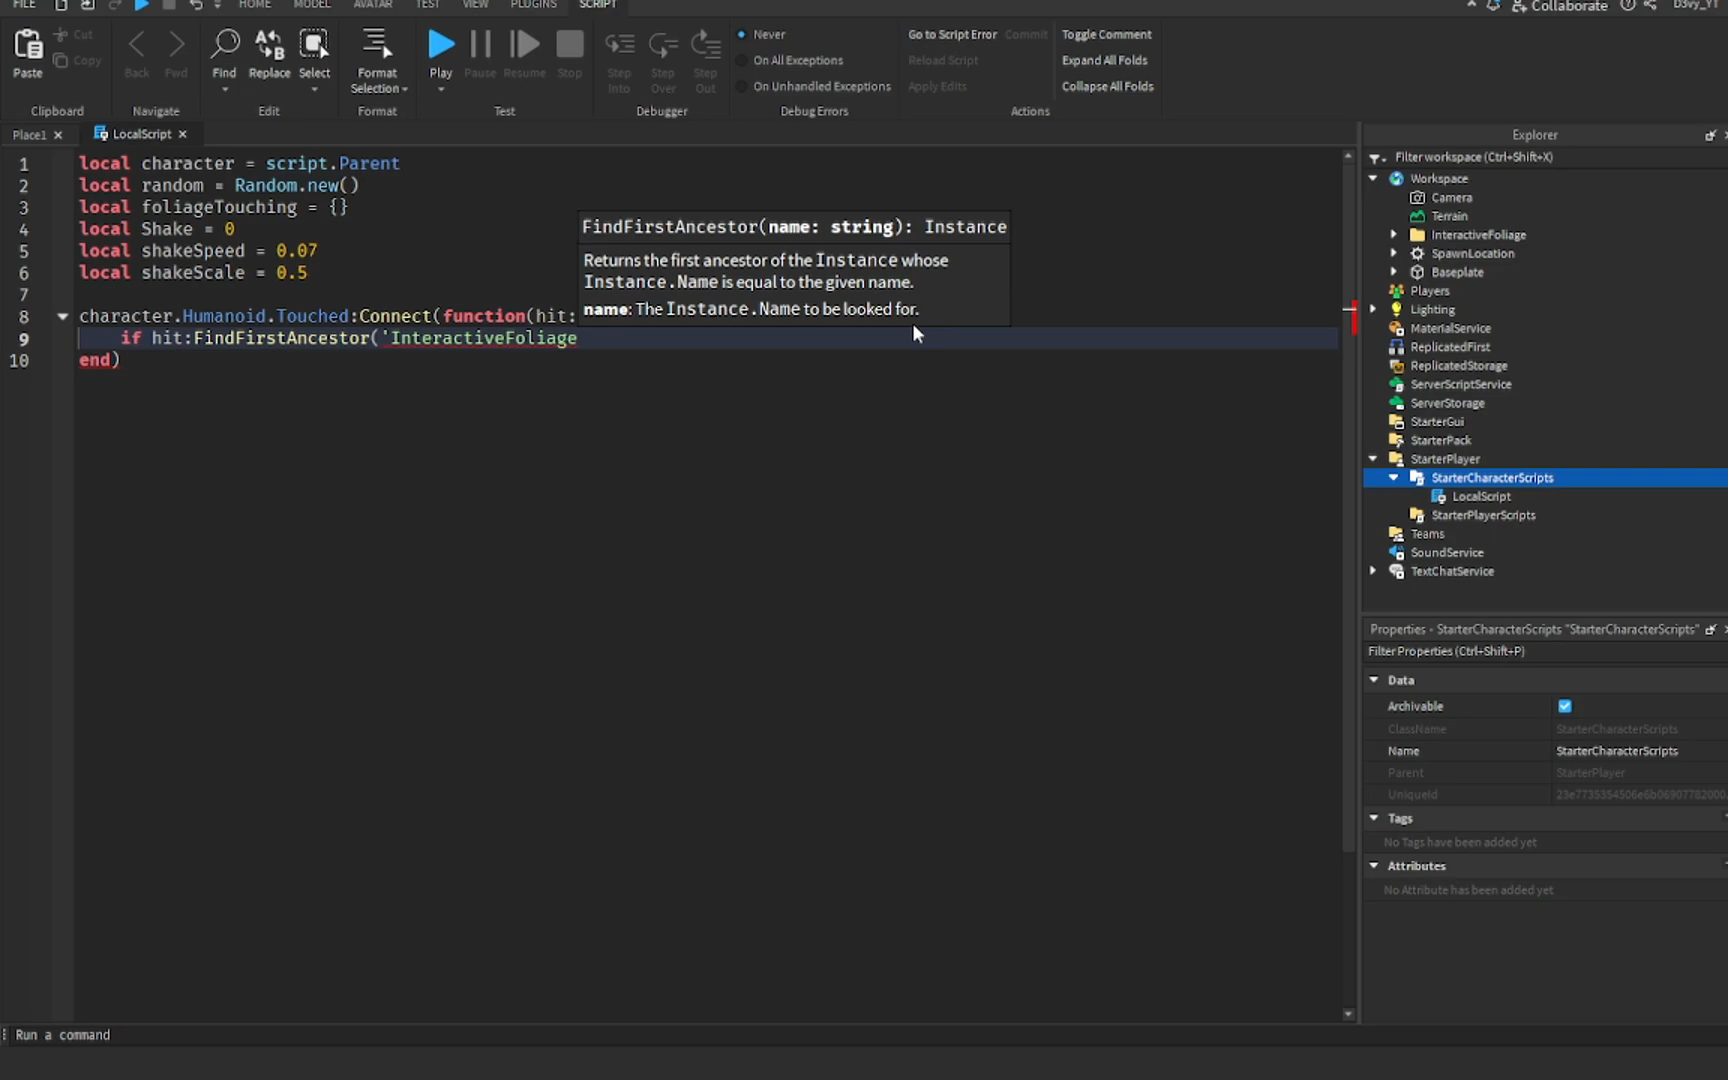 FILE HOME MODEL AVATAR TEST VIEW PLUGINS SCRIPT Collaborate D3vy_YT
Paste Cut Copy Back Fwd Find Replace Select Format Selection Play Pause Resume Stop Step Into Step Over Step Out
Never Go to Script Error Commit Toggle Comment
On All Exceptions Reload Script Expand All Folds
On Unhandled Exceptions Apply Edits Collapse All Folds
Clipboard Navigate Edit Format Test Debugger Debug Errors Actions
Place1 LocalScript
1 local character = script.Parent
2 local random = Random.new()
3 local foliageTouching = {}
4 local Shake = 0
5 local shakeSpeed = 0.07
6 local shakeScale = 0.5
7
8 character.Humanoid.Touched:Connect(function(hit:
9 if hit:FindFirstAncestor('InteractiveFoliage
10 end)
FindFirstAncestor(name: string): Instance
Returns the first ancestor of the Instance whose
Instance.Name is equal to the given name.
name: The Instance.Name to be looked for.
Explorer
Filter workspace (Ctrl+Shift+X)
Workspace
Camera
Terrain
InteractiveFoliage
SpawnLocation
Baseplate
Players
Lighting
MaterialService
ReplicatedFirst
ReplicatedStorage
ServerScriptService
ServerStorage
StarterGui
StarterPack
StarterPlayer
StarterCharacterScripts
LocalScript
StarterPlayerScripts
Teams
SoundService
TextChatService
Properties - StarterCharacterScripts "StarterCharacterScripts"
Filter Properties (Ctrl+Shift+P)
Data
Archivable
ClassName StarterCharacterScripts
Name StarterCharacterScripts
Parent StarterPlayer
UniqueId
Tags
No Tags have been added yet
Attributes
No Attribute has been added yet
Run a command